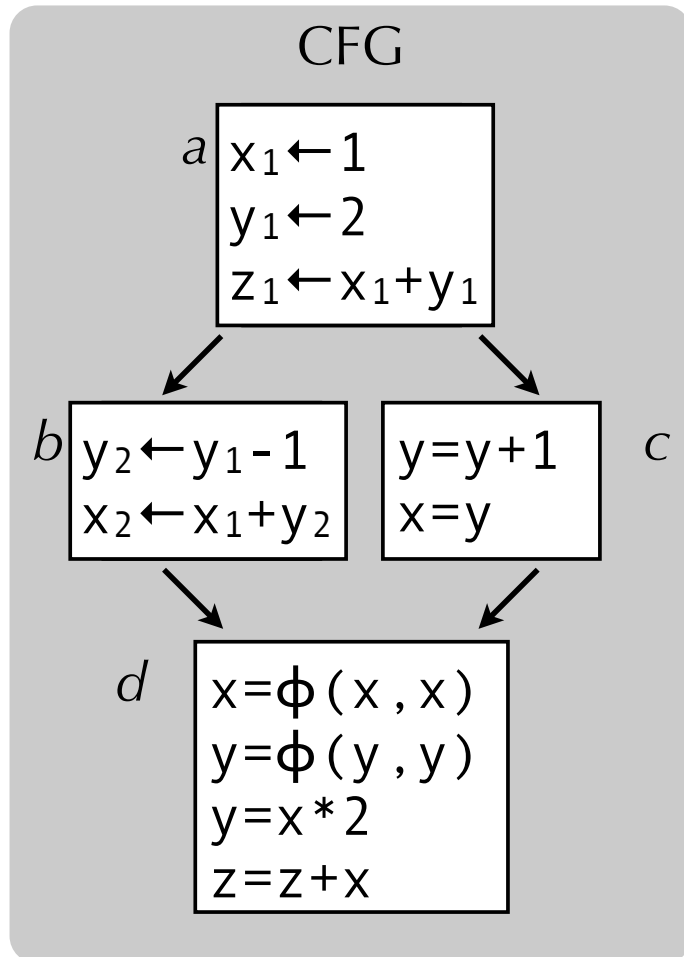 CFG
a
x₁←1
y₁←2
z₁←x₁+y₁
b
y₂←y₁-1
x₂←x₁+y₂
c
y=y+1
x=y
d
x=ϕ(x,x)
y=ϕ(y,y)
y=x*2
z=z+x